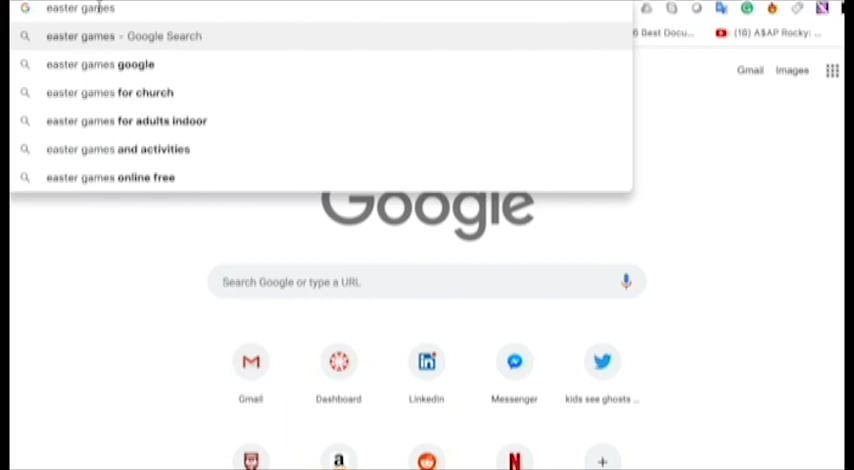 easter games
easter games - Google Search
6 Best Docu... (18) A$AP Rocky: ...
easter games google
Gmail Images
easter games for church
easter games for adults indoor
easter games and activities
easter games online free
Google
Search Google or type a URL
Gmail Dashboard LinkedIn Messenger kids see ghosts ...